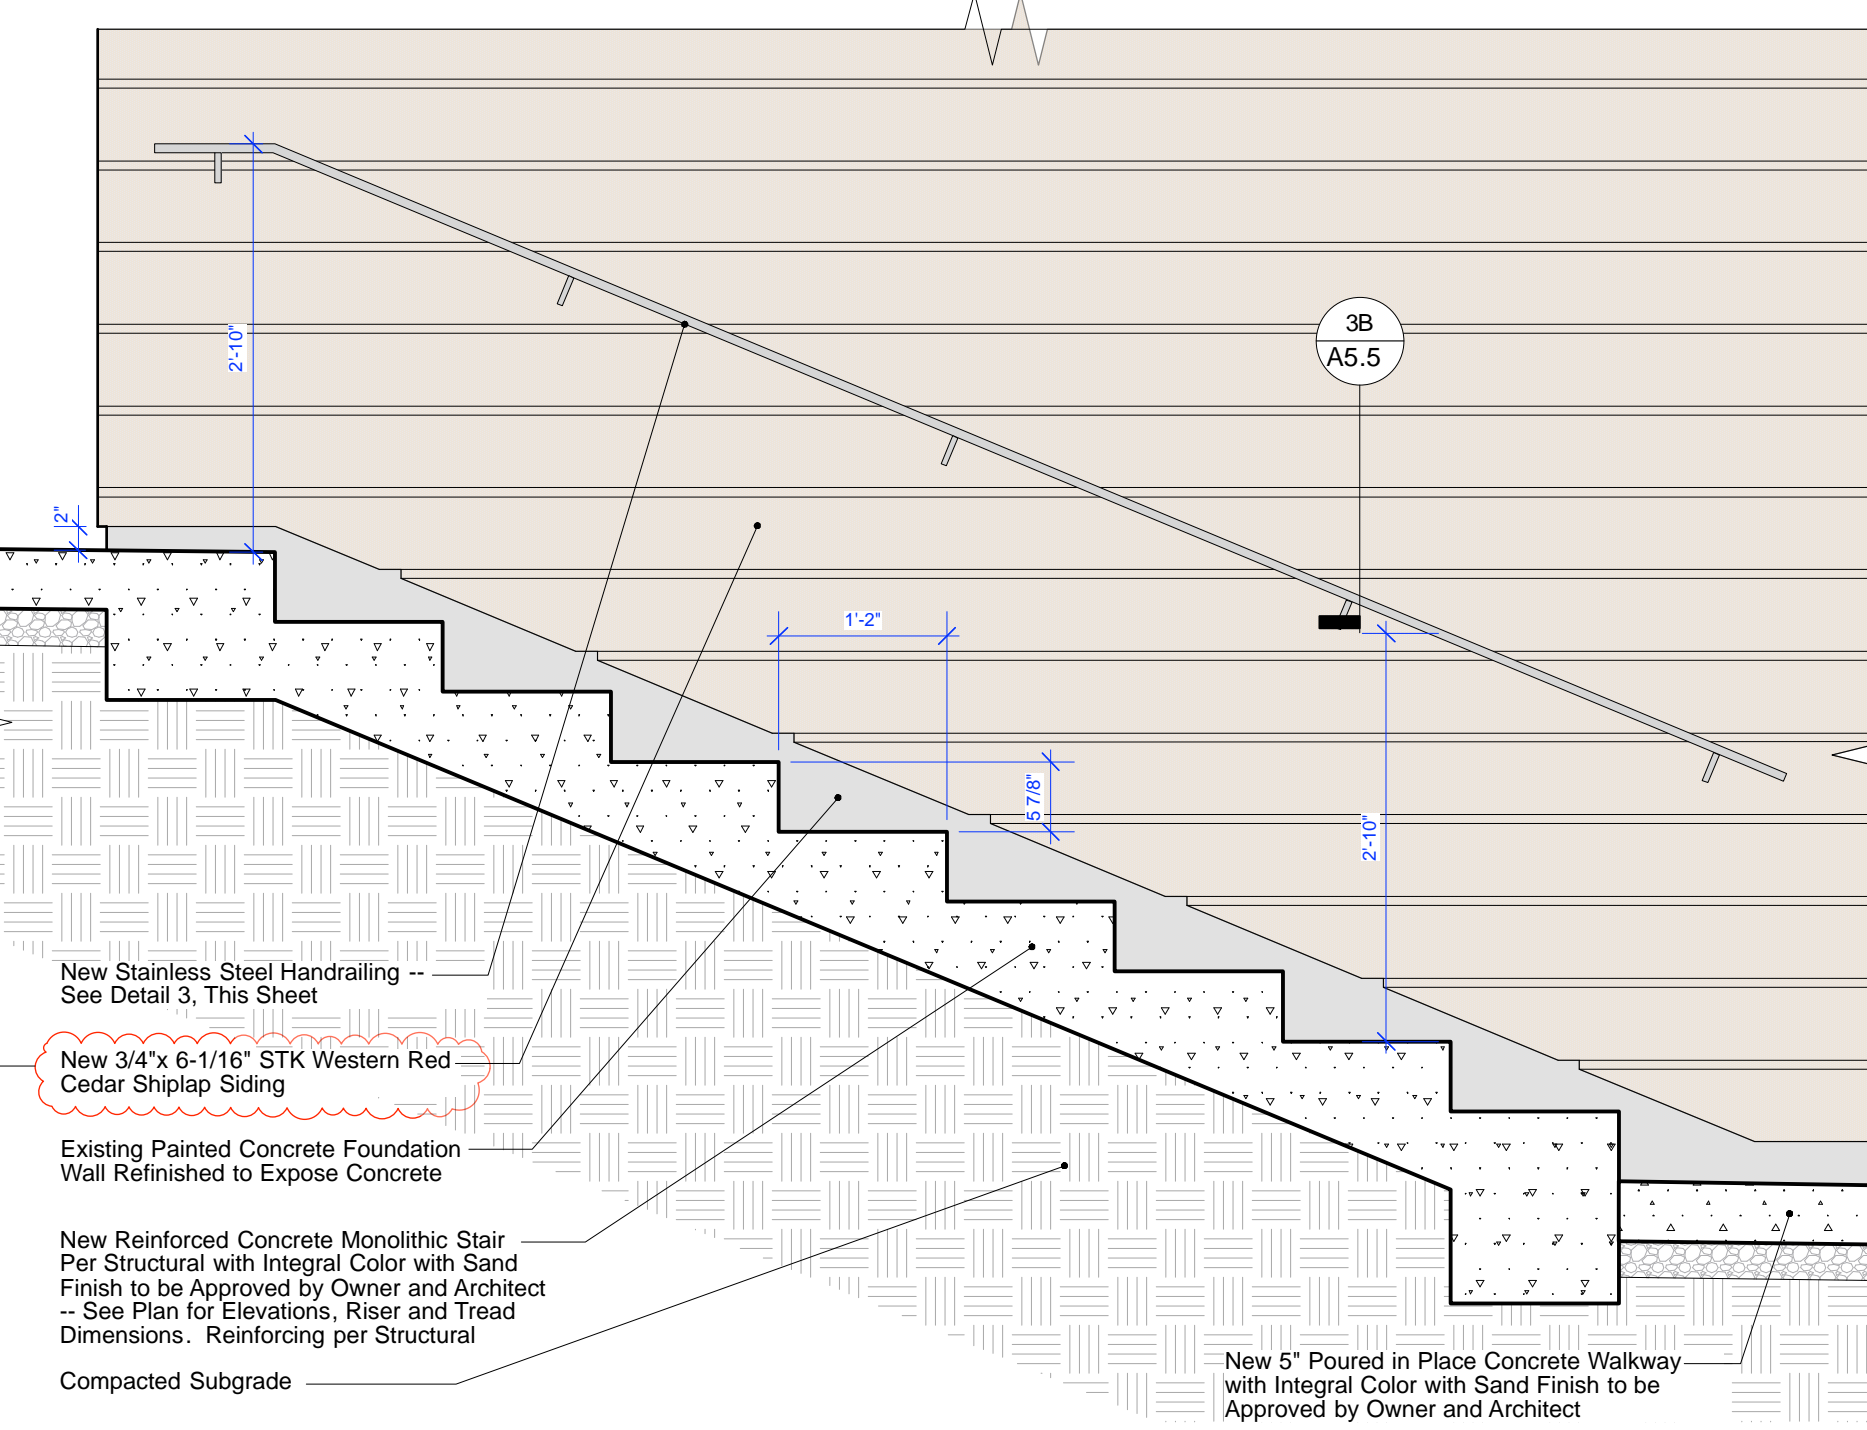 3B
A5.5
2'-10"
2"
1'-2"
5 7/8"
2'-10"
New Stainless Steel Handrailing --
See Detail 3, This Sheet
New 3/4"x 6-1/16" STK Western Red
Cedar Shiplap Siding
Existing Painted Concrete Foundation
Wall Refinished to Expose Concrete
New Reinforced Concrete Monolithic Stair
Per Structural with Integral Color with Sand
Finish to be Approved by Owner and Architect
-- See Plan for Elevations, Riser and Tread
Dimensions. Reinforcing per Structural
Compacted Subgrade
New 5" Poured in Place Concrete Walkway
with Integral Color with Sand Finish to be
Approved by Owner and Architect